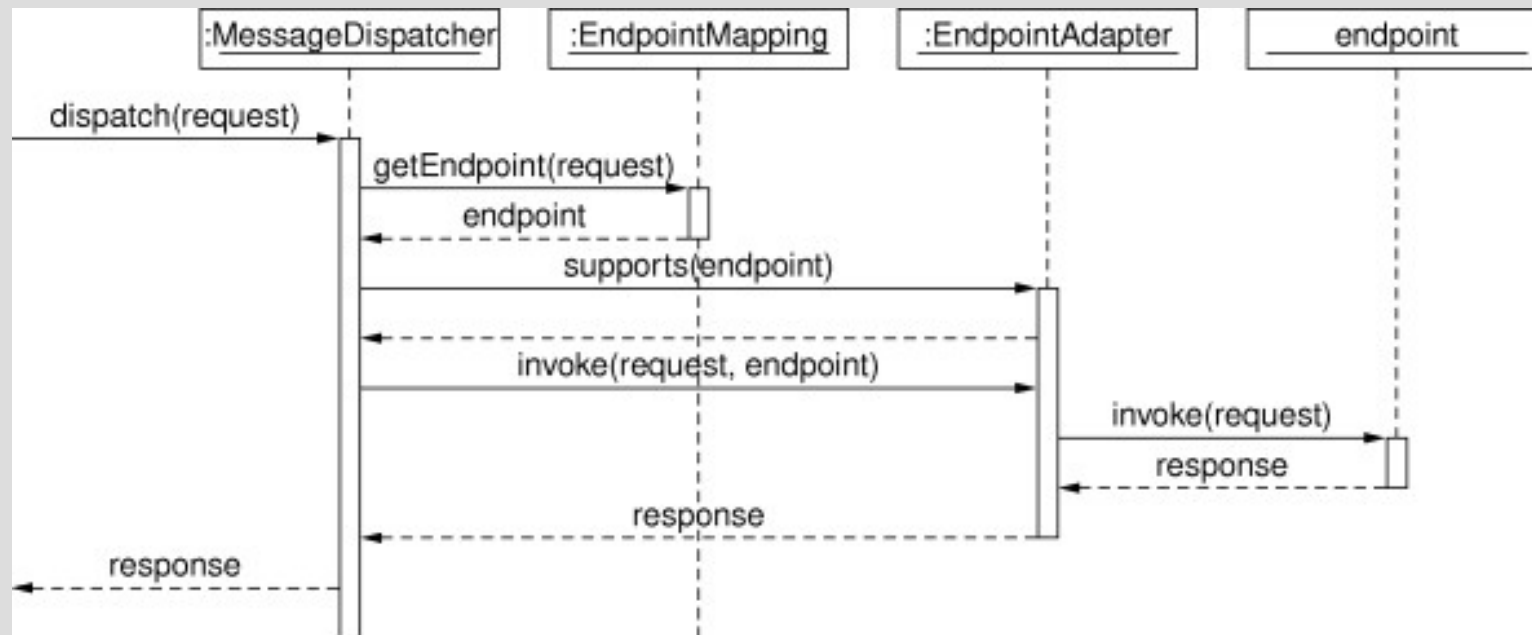 :MessageDispatcher
:EndpointMapping
:EndpointAdapter
endpoint
dispatch(request)
getEndpoint(request)
endpoint
supports(endpoint)
invoke(request, endpoint)
invoke(request)
response
response
response